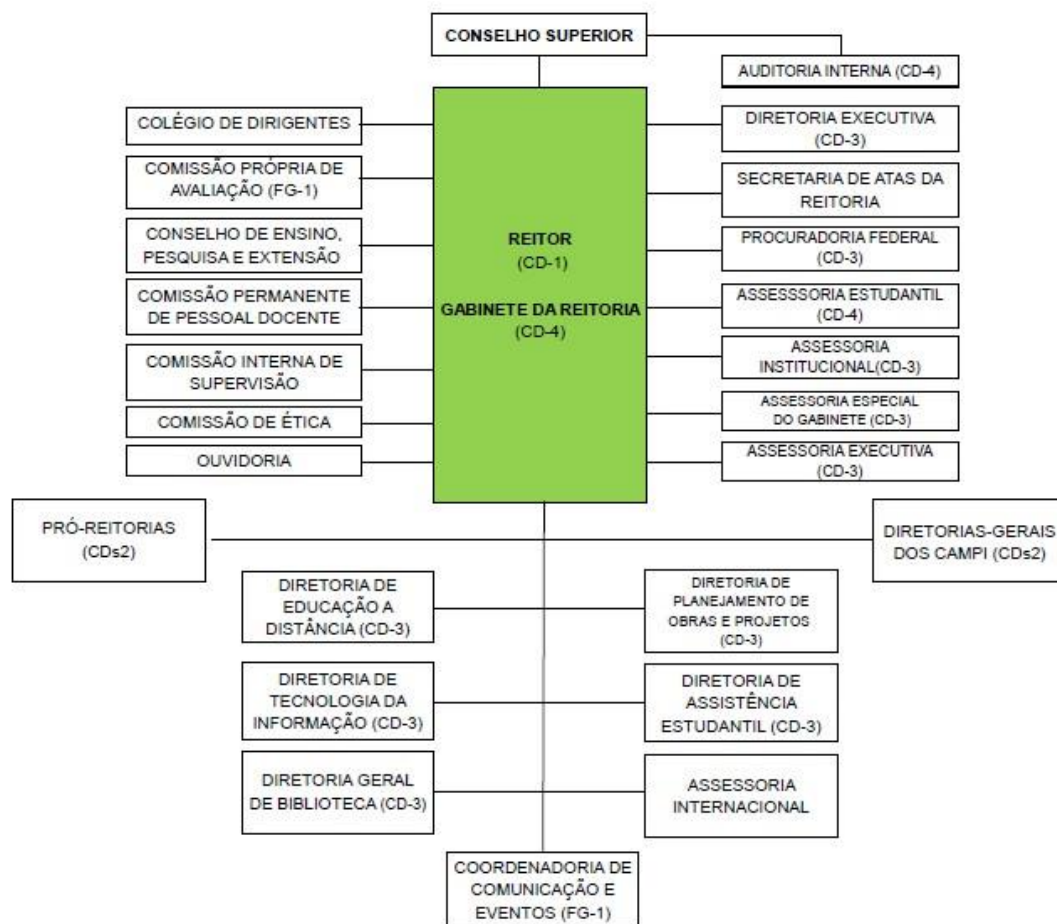 CONSELHO SUPERIOR
AUDITORIA INTERNA (CD-4)
COLÉGIO DE DIRIGENTES
COMISSÃO PRÓPRIA DE
AVALIAÇÃO (FG-1)
CONSELHO DE ENSINO,
PESQUISA E EXTENSÃO
COMISSÃO PERMANENTE
DE PESSOAL DOCENTE
COMISSÃO INTERNA DE
SUPERVISÃO
COMISSÃO DE ÉTICA
OUVIDORIA
REITOR
(CD-1)
GABINETE DA REITORIA
(CD-4)
DIRETORIA EXECUTIVA
(CD-3)
SECRETARIA DE ATAS DA
REITORIA
PROCURADORIA FEDERAL
(CD-3)
ASSESSSORIA ESTUDANTIL
(CD-4)
ASSESSORIA
INSTITUCIONAL(CD-3)
ASSESSORIA ESPECIAL
DO GABINETE (CD-3)
ASSESSORIA EXECUTIVA
(CD-3)
PRÓ-REITORIAS
(CDs2)
DIRETORIAS-GERAIS
DOS CAMPI (CDs2)
DIRETORIA DE
EDUCAÇÃO A
DISTÂNCIA (CD-3)
DIRETORIA DE
PLANEJAMENTO DE
OBRAS E PROJETOS
(CD-3)
DIRETORIA DE
TECNOLOGIA DA
INFORMAÇÃO (CD-3)
DIRETORIA DE
ASSISTÊNCIA
ESTUDANTIL (CD-3)
DIRETORIA GERAL
DE BIBLIOTECA (CD-3)
ASSESSORIA
INTERNACIONAL
COORDENADORIA DE
COMUNICAÇÃO E
EVENTOS (FG-1)